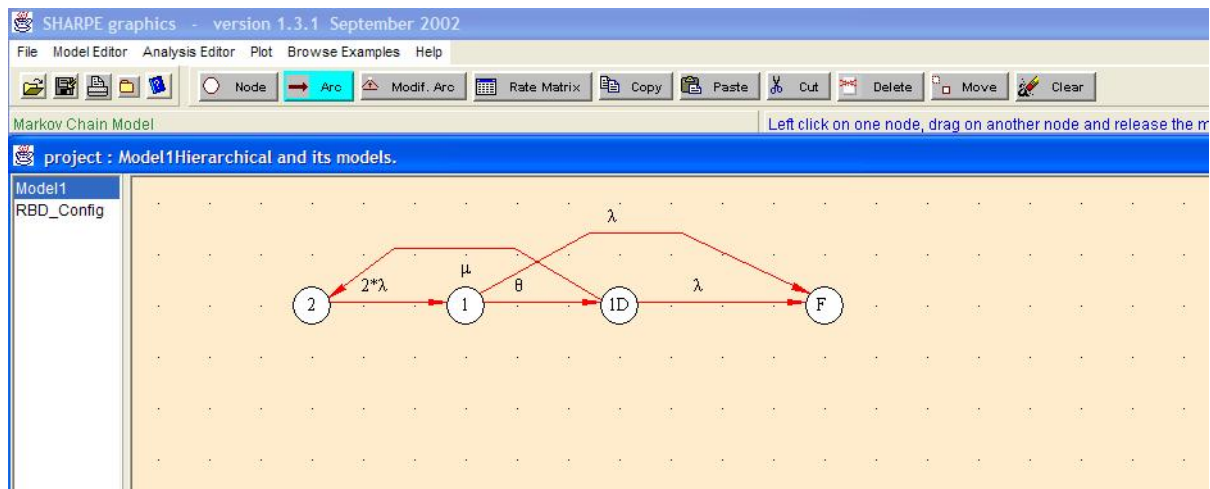 SHARPE graphics - version 1.3.1 September 2002
File Model Editor Analysis Editor Plot Browse Examples Help
Node Arc Modif. Arc Rate Matrix Copy Paste Cut Delete Move Clear
Markov Chain Model Left click on one node, drag on another node and release the m
project : Model1Hierarchical and its models.
Model1
RBD_Config
λ
μ
2*λ θ λ
2 1 1D F